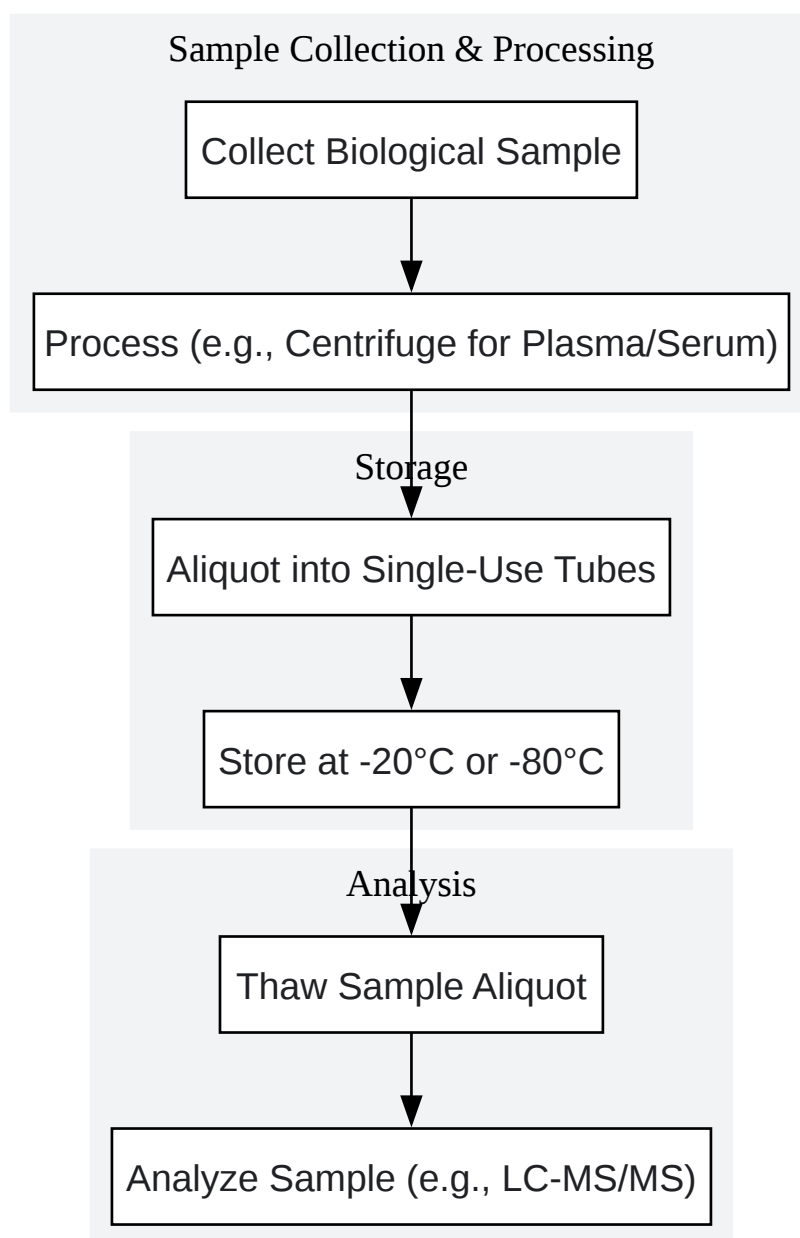 Sample Collection & Processing
Collect Biological Sample
Process (e.g., Centrifuge for Plasma/Serum)
Storage
Aliquot into Single-Use Tubes
Store at -20°C or -80°C
Analysis
Thaw Sample Aliquot
Analyze Sample (e.g., LC-MS/MS)